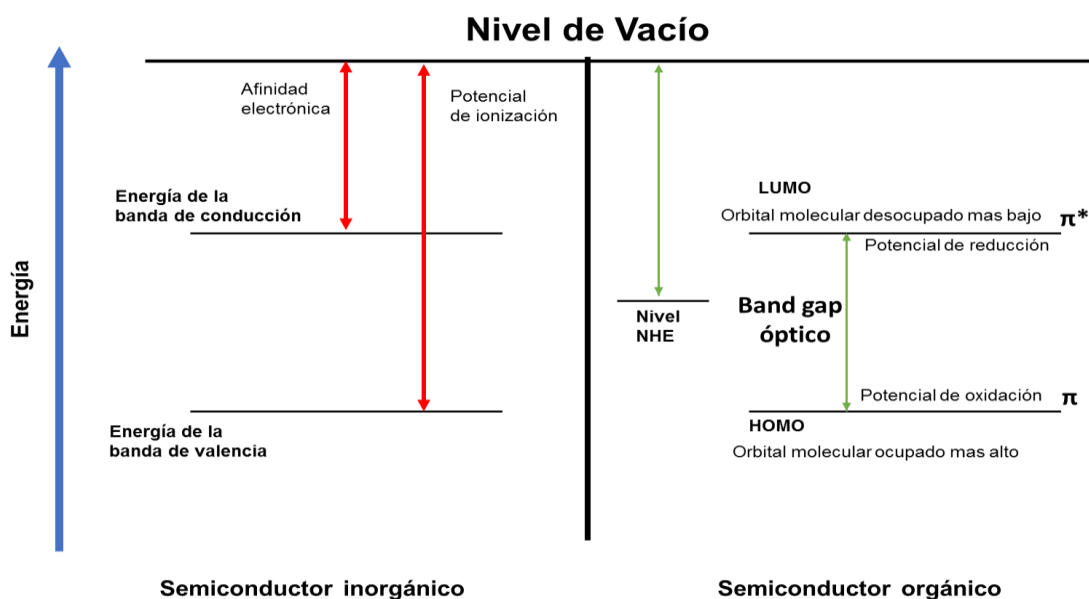 Nivel de Vacío
Energía
Afinidad
electrónica
Potencial
de ionización
Energía de la
banda de conducción
Energía de la
banda de valencia
Semiconductor inorgánico
LUMO
Orbital molecular desocupado mas bajo
π*
Potencial de reducción
Nivel
NHE
Band gap
óptico
Potencial de oxidación
π
HOMO
Orbital molecular ocupado mas alto
Semiconductor orgánico